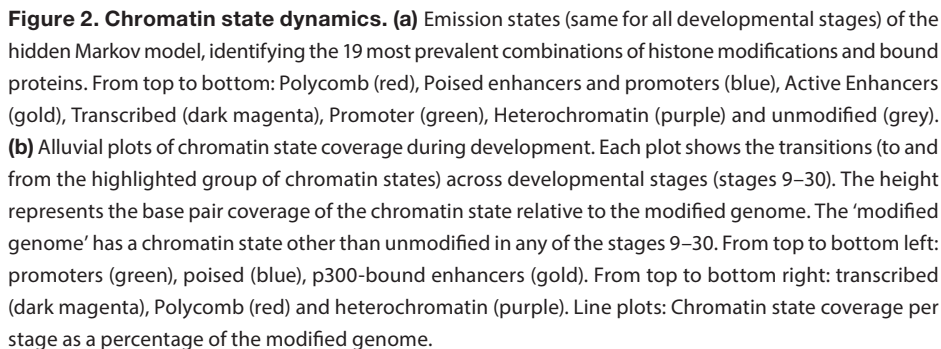 Figure 2. Chromatin state dynamics. (a) Emission states (same for all developmental stages) of the
hidden Markov model, identifying the 19 most prevalent combinations of histone modifications and bound
proteins. From top to bottom: Polycomb (red), Poised enhancers and promoters (blue), Active Enhancers
(gold), Transcribed (dark magenta), Promoter (green), Heterochromatin (purple) and unmodified (grey).
(b) Alluvial plots of chromatin state coverage during development. Each plot shows the transitions (to and
from the highlighted group of chromatin states) across developmental stages (stages 9–30). The height
represents the base pair coverage of the chromatin state relative to the modified genome. The ‘modified
genome’ has a chromatin state other than unmodified in any of the stages 9–30. From top to bottom left:
promoters (green), poised (blue), p300-bound enhancers (gold). From top to bottom right: transcribed
(dark magenta), Polycomb (red) and heterochromatin (purple). Line plots: Chromatin state coverage per
stage as a percentage of the modified genome.